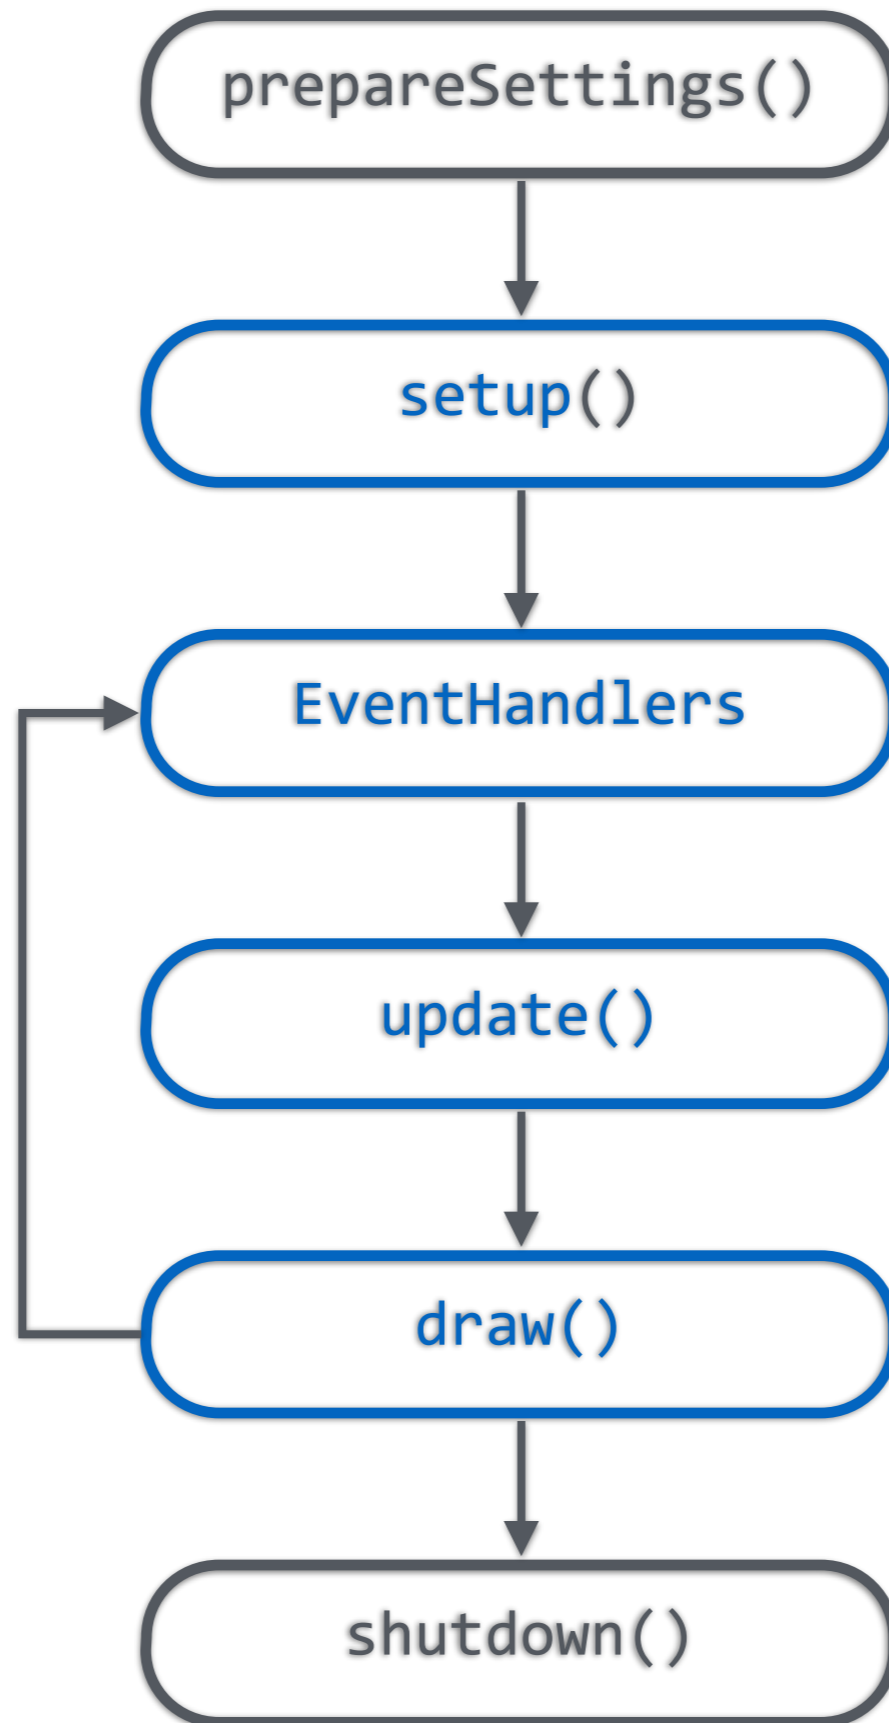 prepareSettings()
setup()
EventHandlers
update()
draw()
shutdown()